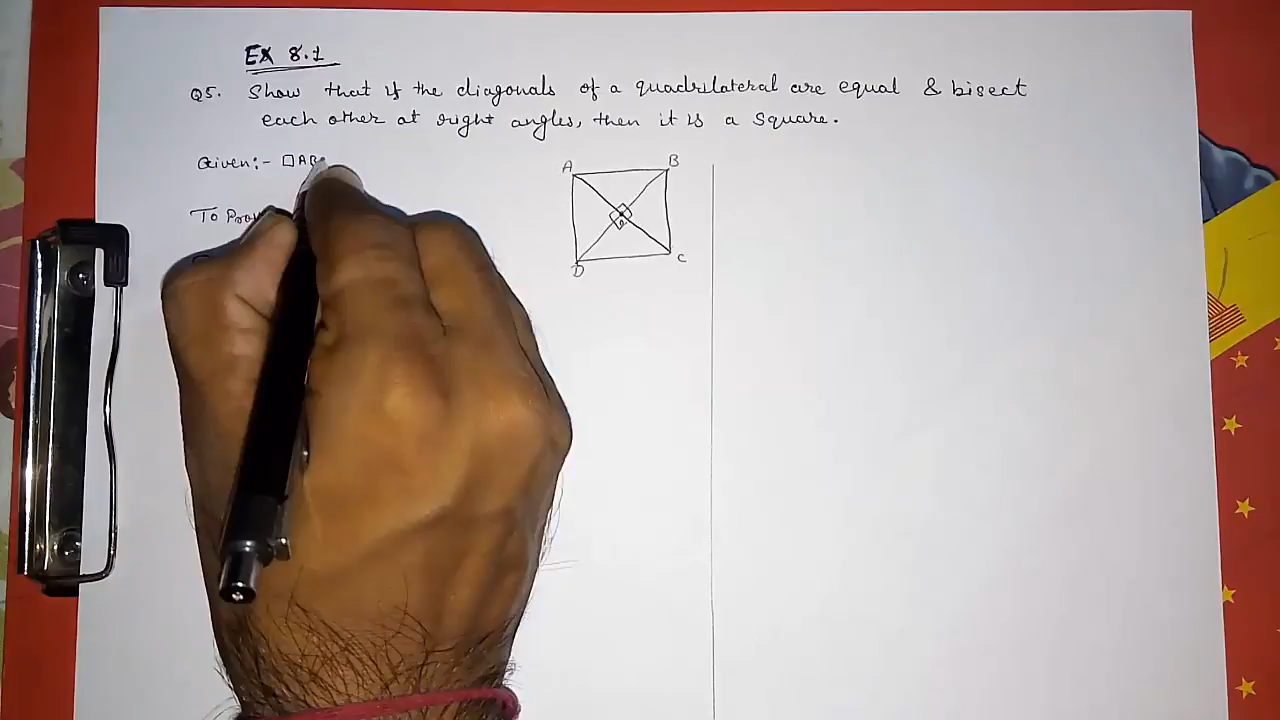 EX 8.1
Q5. Show that if the diagonals of a quadrilateral are equal & bisect
each other at right angles, then it is a square.
Given:- □AB
A B
To
D C